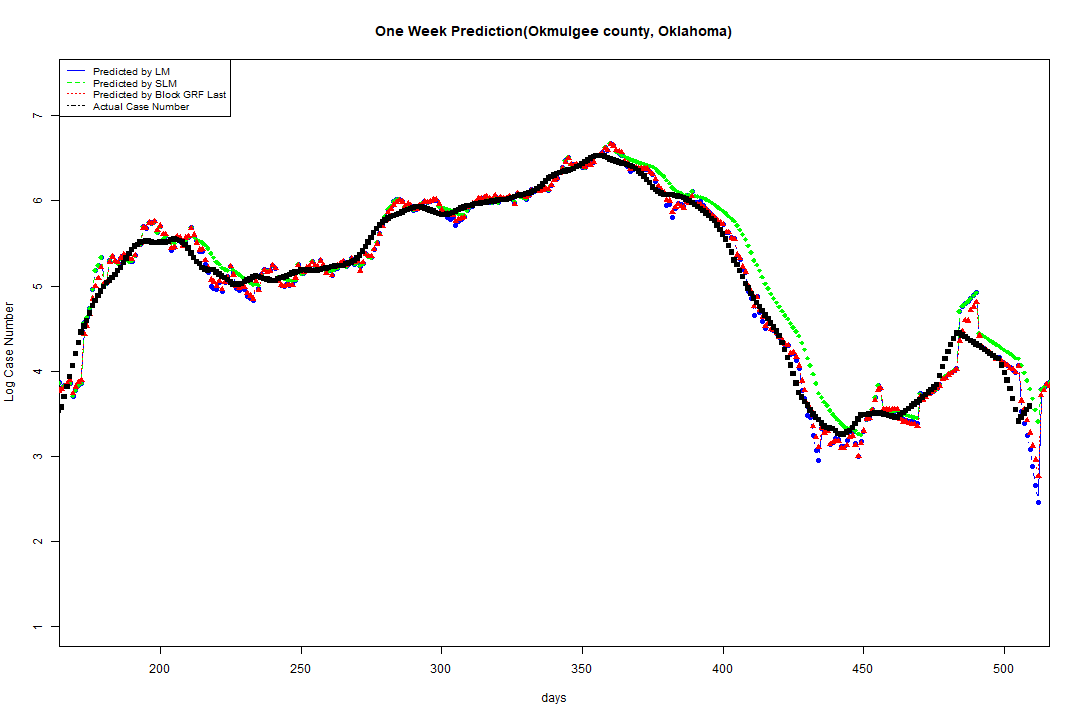 One Week Prediction(Okmulgee county, Oklahoma)
Predicted by LM
Predicted by SLM
Predicted by Block GRF Last
Actual Case Number
Log Case Number
7
6
5
4
3
2
1
200 250 300 350 400 450 500
days